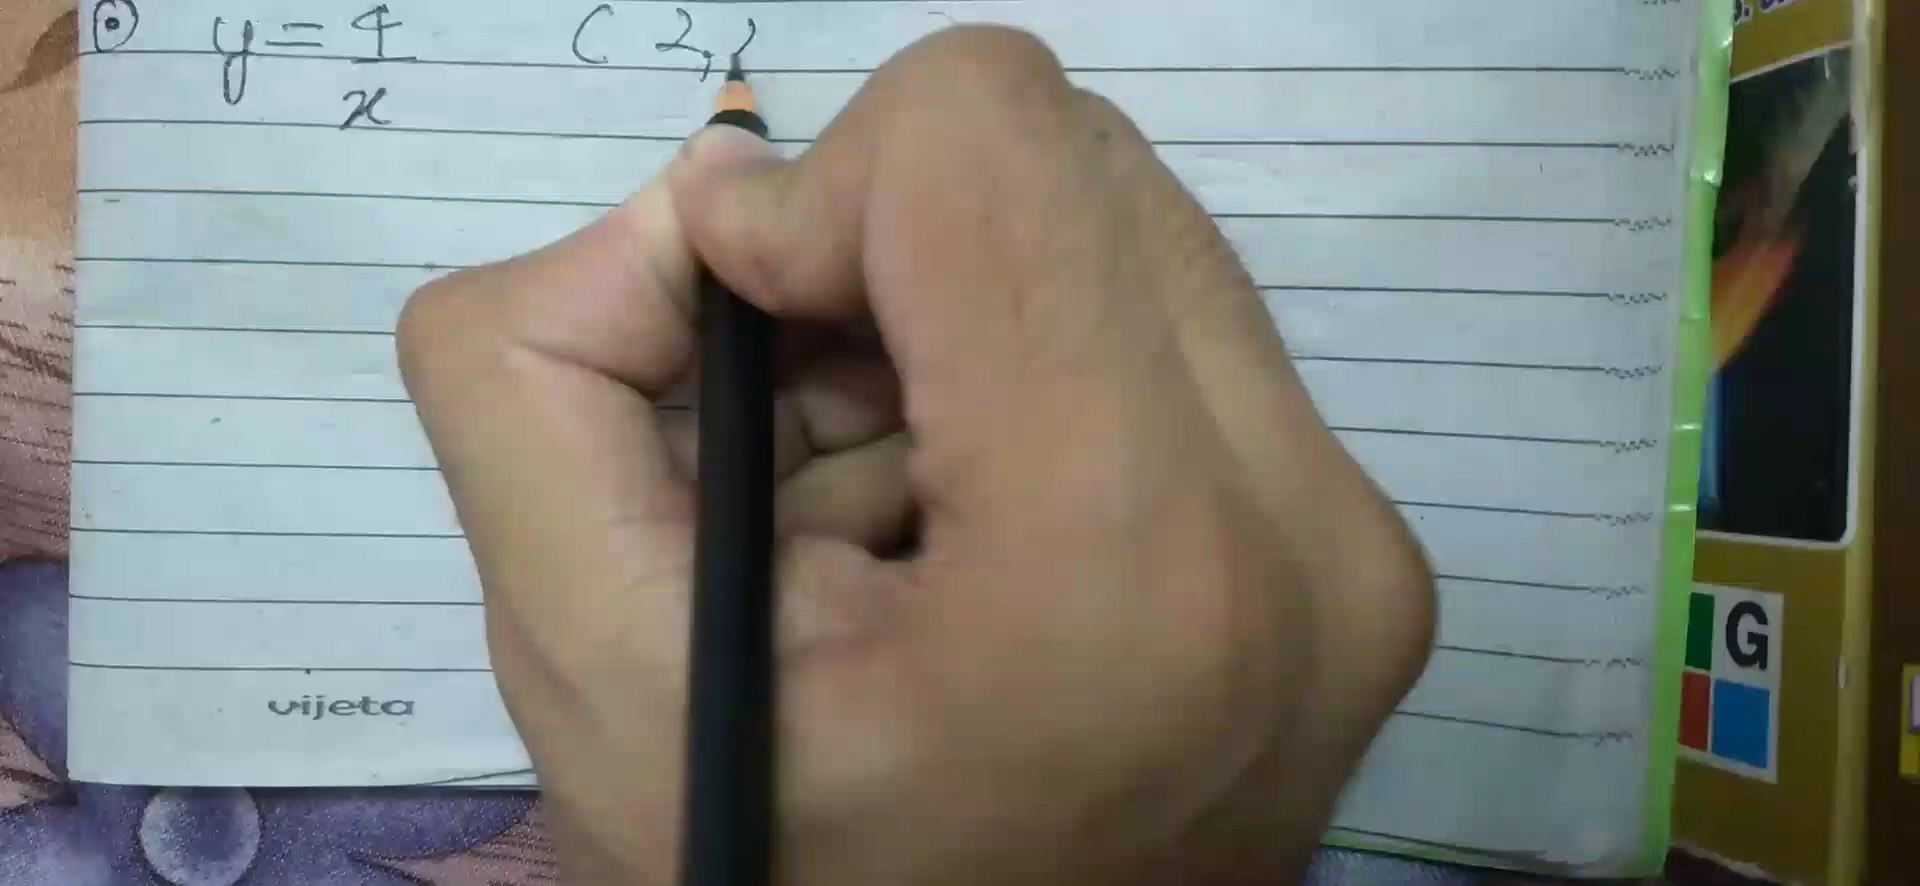 y = 4/x ( 2,
vijeta
G